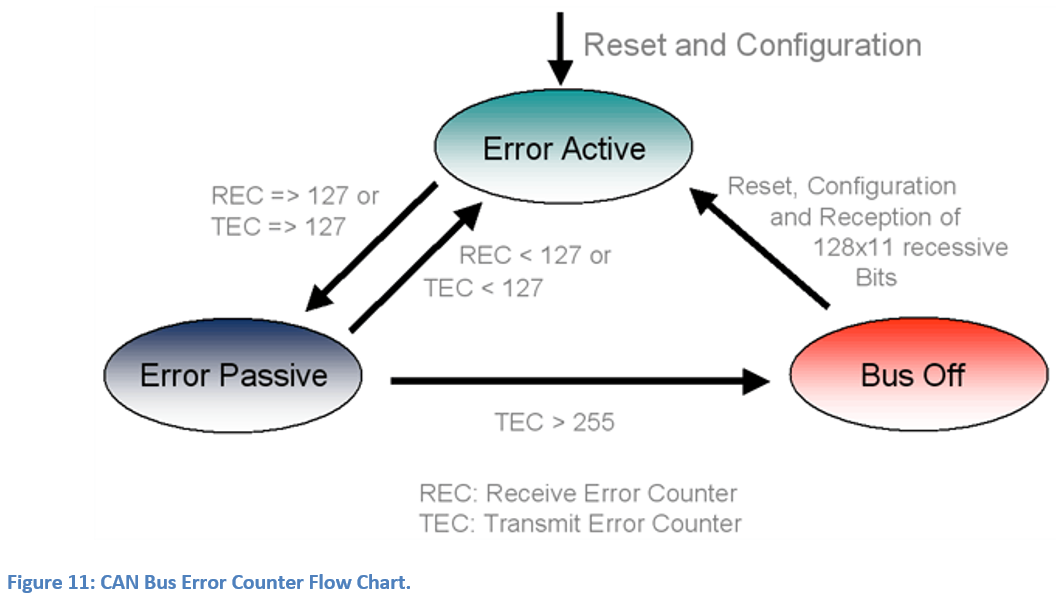 Reset and Configuration
Error Active
REC => 127 or
TEC => 127
REC < 127 or
TEC < 127
Reset, Configuration
and Reception of
128x11 recessive
Bits
Error Passive
Bus Off
TEC > 255
REC: Receive Error Counter
TEC: Transmit Error Counter
Figure 11: CAN Bus Error Counter Flow Chart.